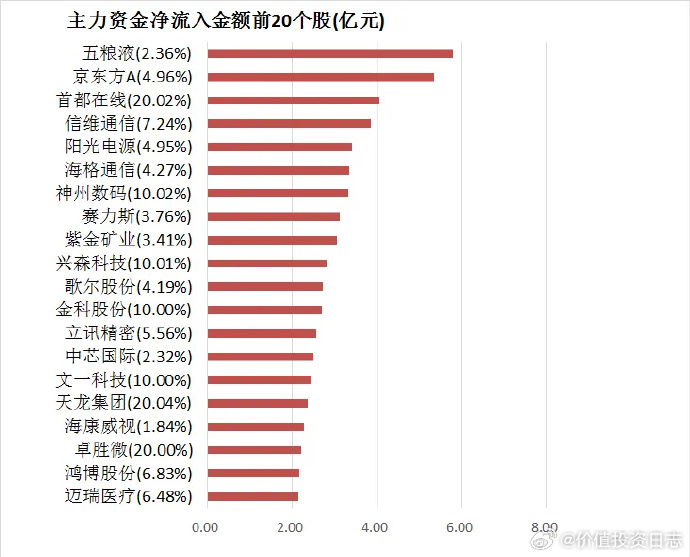 主力资金净流入金额前20个股(亿元)
五粮液(2.36%)
京东方A(4.96%)
首都在线(20.02%)
信维通信(7.24%)
阳光电源(4.95%)
海格通信(4.27%)
神州数码(10.02%)
赛力斯(3.76%)
紫金矿业(3.41%)
兴森科技(10.01%)
歌尔股份(4.19%)
金科股份(10.00%)
立讯精密(5.56%)
中芯国际(2.32%)
文一科技(10.00%)
天龙集团(20.04%)
海康威视(1.84%)
卓胜微(20.00%)
鸿博股份(6.83%)
迈瑞医疗(6.48%)
0.00 2.00 4.00 6.00 8.00
@价值投资日志